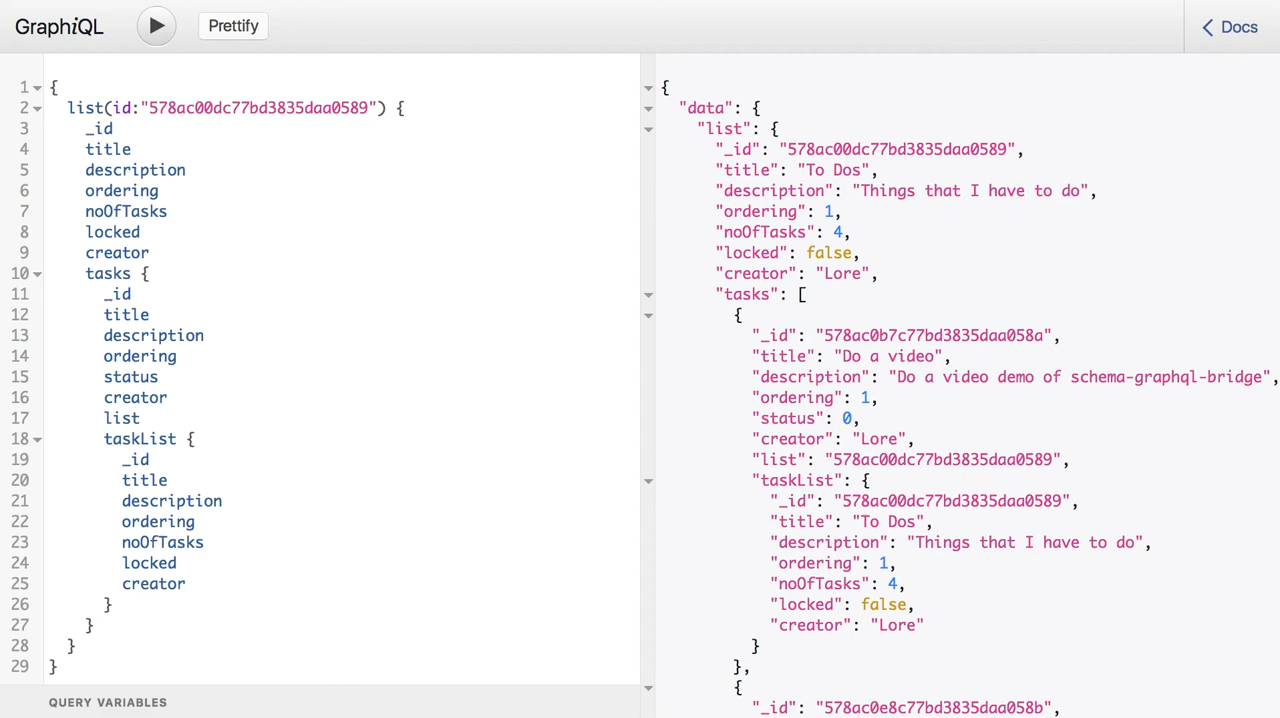 GraphiQL
Prettify
Docs
1 {
2 list(id:"578ac00dc77bd3835daa0589") {
3 _id
4 title
5 description
6 ordering
7 noOfTasks
8 locked
9 creator
10 tasks {
11 _id
12 title
13 description
14 ordering
15 status
16 creator
17 list
18 taskList {
19 _id
20 title
21 description
22 ordering
23 noOfTasks
24 locked
25 creator
26 }
27 }
28 }
29 }
QUERY VARIABLES
{
"data": {
"list": {
"_id": "578ac00dc77bd3835daa0589",
"title": "To Dos",
"description": "Things that I have to do",
"ordering": 1,
"noOfTasks": 4,
"locked": false,
"creator": "Lore",
"tasks": [
{
"_id": "578ac0b7c77bd3835daa058a",
"title": "Do a video",
"description": "Do a video demo of schema-graphql-bridge",
"ordering": 1,
"status": 0,
"creator": "Lore",
"list": "578ac00dc77bd3835daa0589",
"taskList": {
"_id": "578ac00dc77bd3835daa0589",
"title": "To Dos",
"description": "Things that I have to do",
"ordering": 1,
"noOfTasks": 4,
"locked": false,
"creator": "Lore"
}
},
{
"_id": "578ac0e8c77bd3835daa058b",